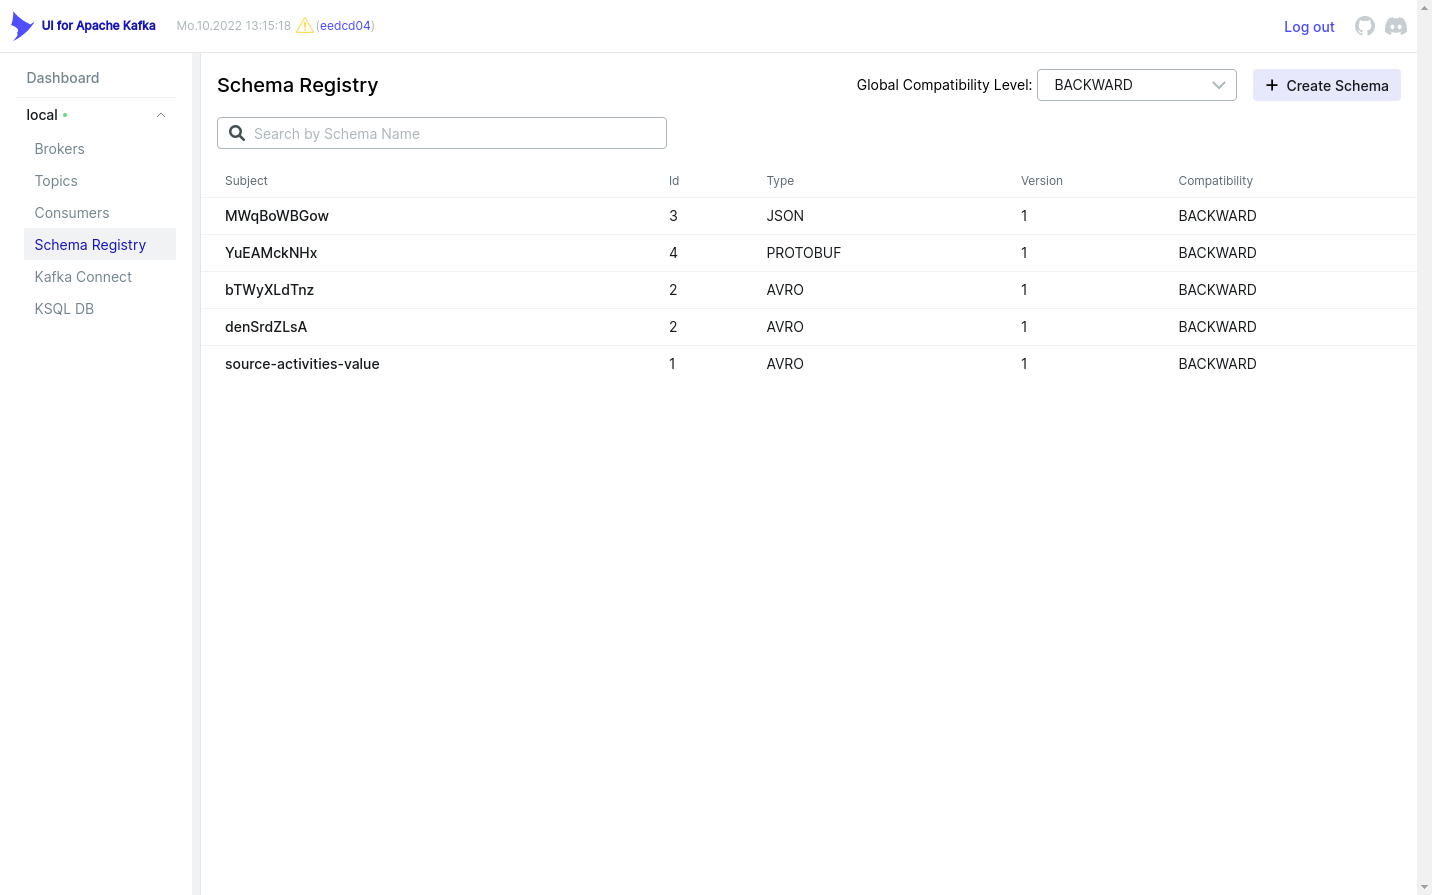 UI for Apache Kafka Mo.10.2022 13:15:18 (eedcd04) Log out
Dashboard
local
Brokers
Topics
Consumers
Schema Registry
Kafka Connect
KSQL DB
Schema Registry Global Compatibility Level: BACKWARD Create Schema
Search by Schema Name
Subject Id Type Version Compatibility
MWqBoWBGow 3 JSON 1 BACKWARD
YuEAMckNHx 4 PROTOBUF 1 BACKWARD
bTWyXLdTnz 2 AVRO 1 BACKWARD
denSrdZLsA 2 AVRO 1 BACKWARD
source-activities-value 1 AVRO 1 BACKWARD